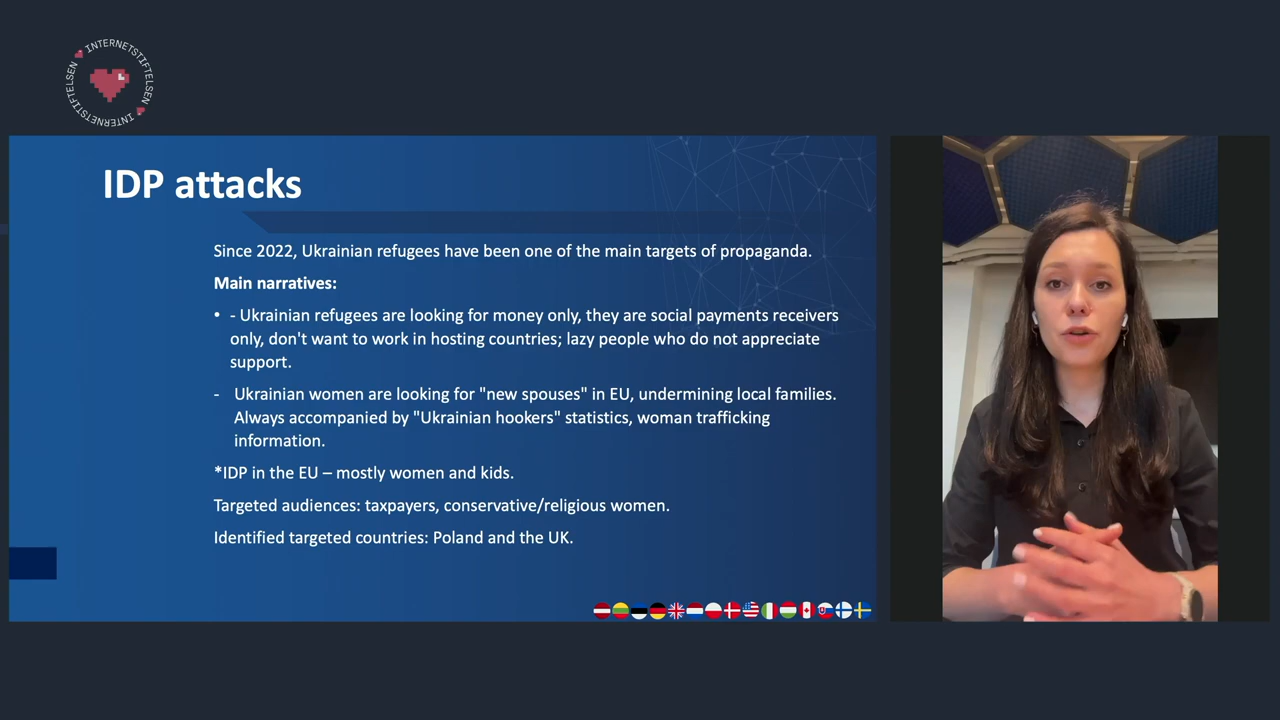 INTERNETSTIFTELSEN
INTERNETSTIFTELSEN
IDP attacks
Since 2022, Ukrainian refugees have been one of the main targets of propaganda.
Main narratives:
• - Ukrainian refugees are looking for money only, they are social payments receivers
only, don't want to work in hosting countries; lazy people who do not appreciate
support.
- Ukrainian women are looking for "new spouses" in EU, undermining local families.
Always accompanied by "Ukrainian hookers" statistics, woman trafficking
information.
*IDP in the EU – mostly women and kids.
Targeted audiences: taxpayers, conservative/religious women.
Identified targeted countries: Poland and the UK.